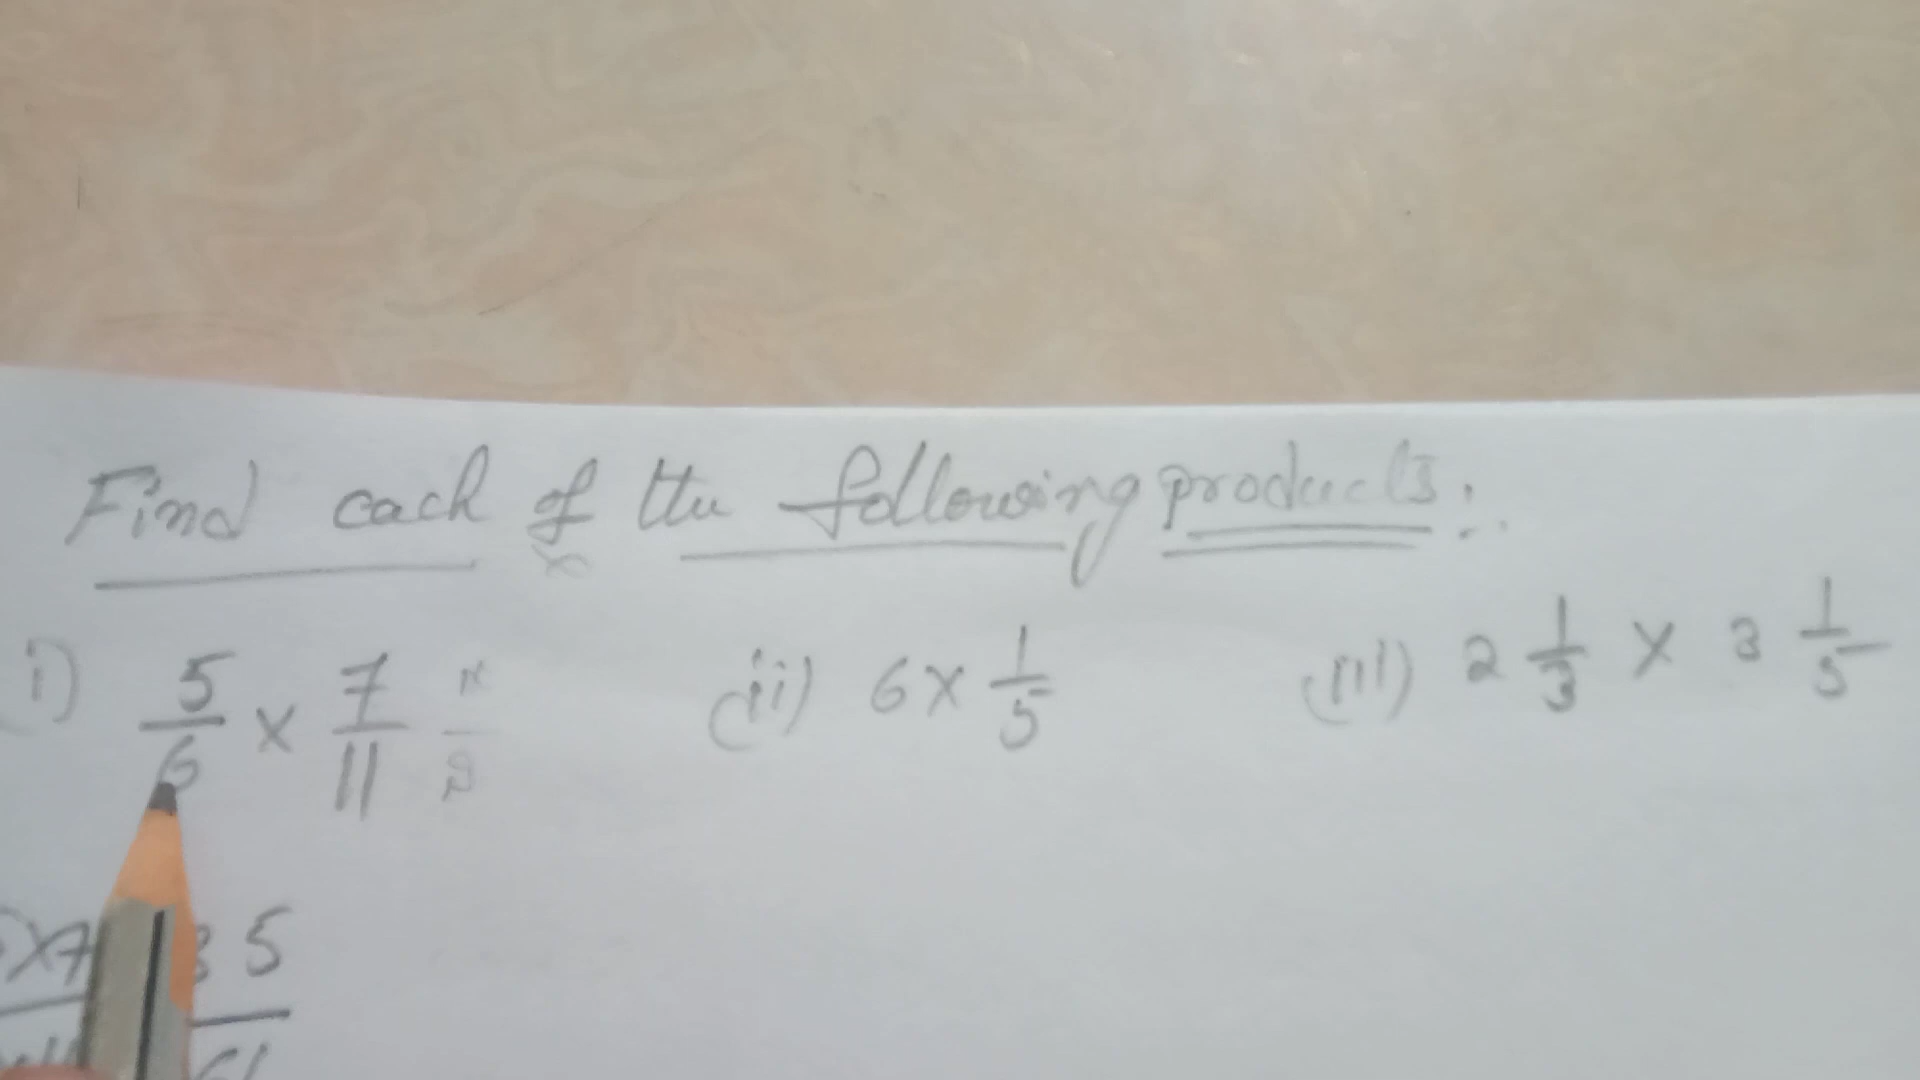 Find each of the following products:
i) 5/6 × 7/11 (ii) 6 × 1/5 (iii) 2 1/3 × 3 1/5
×7 35